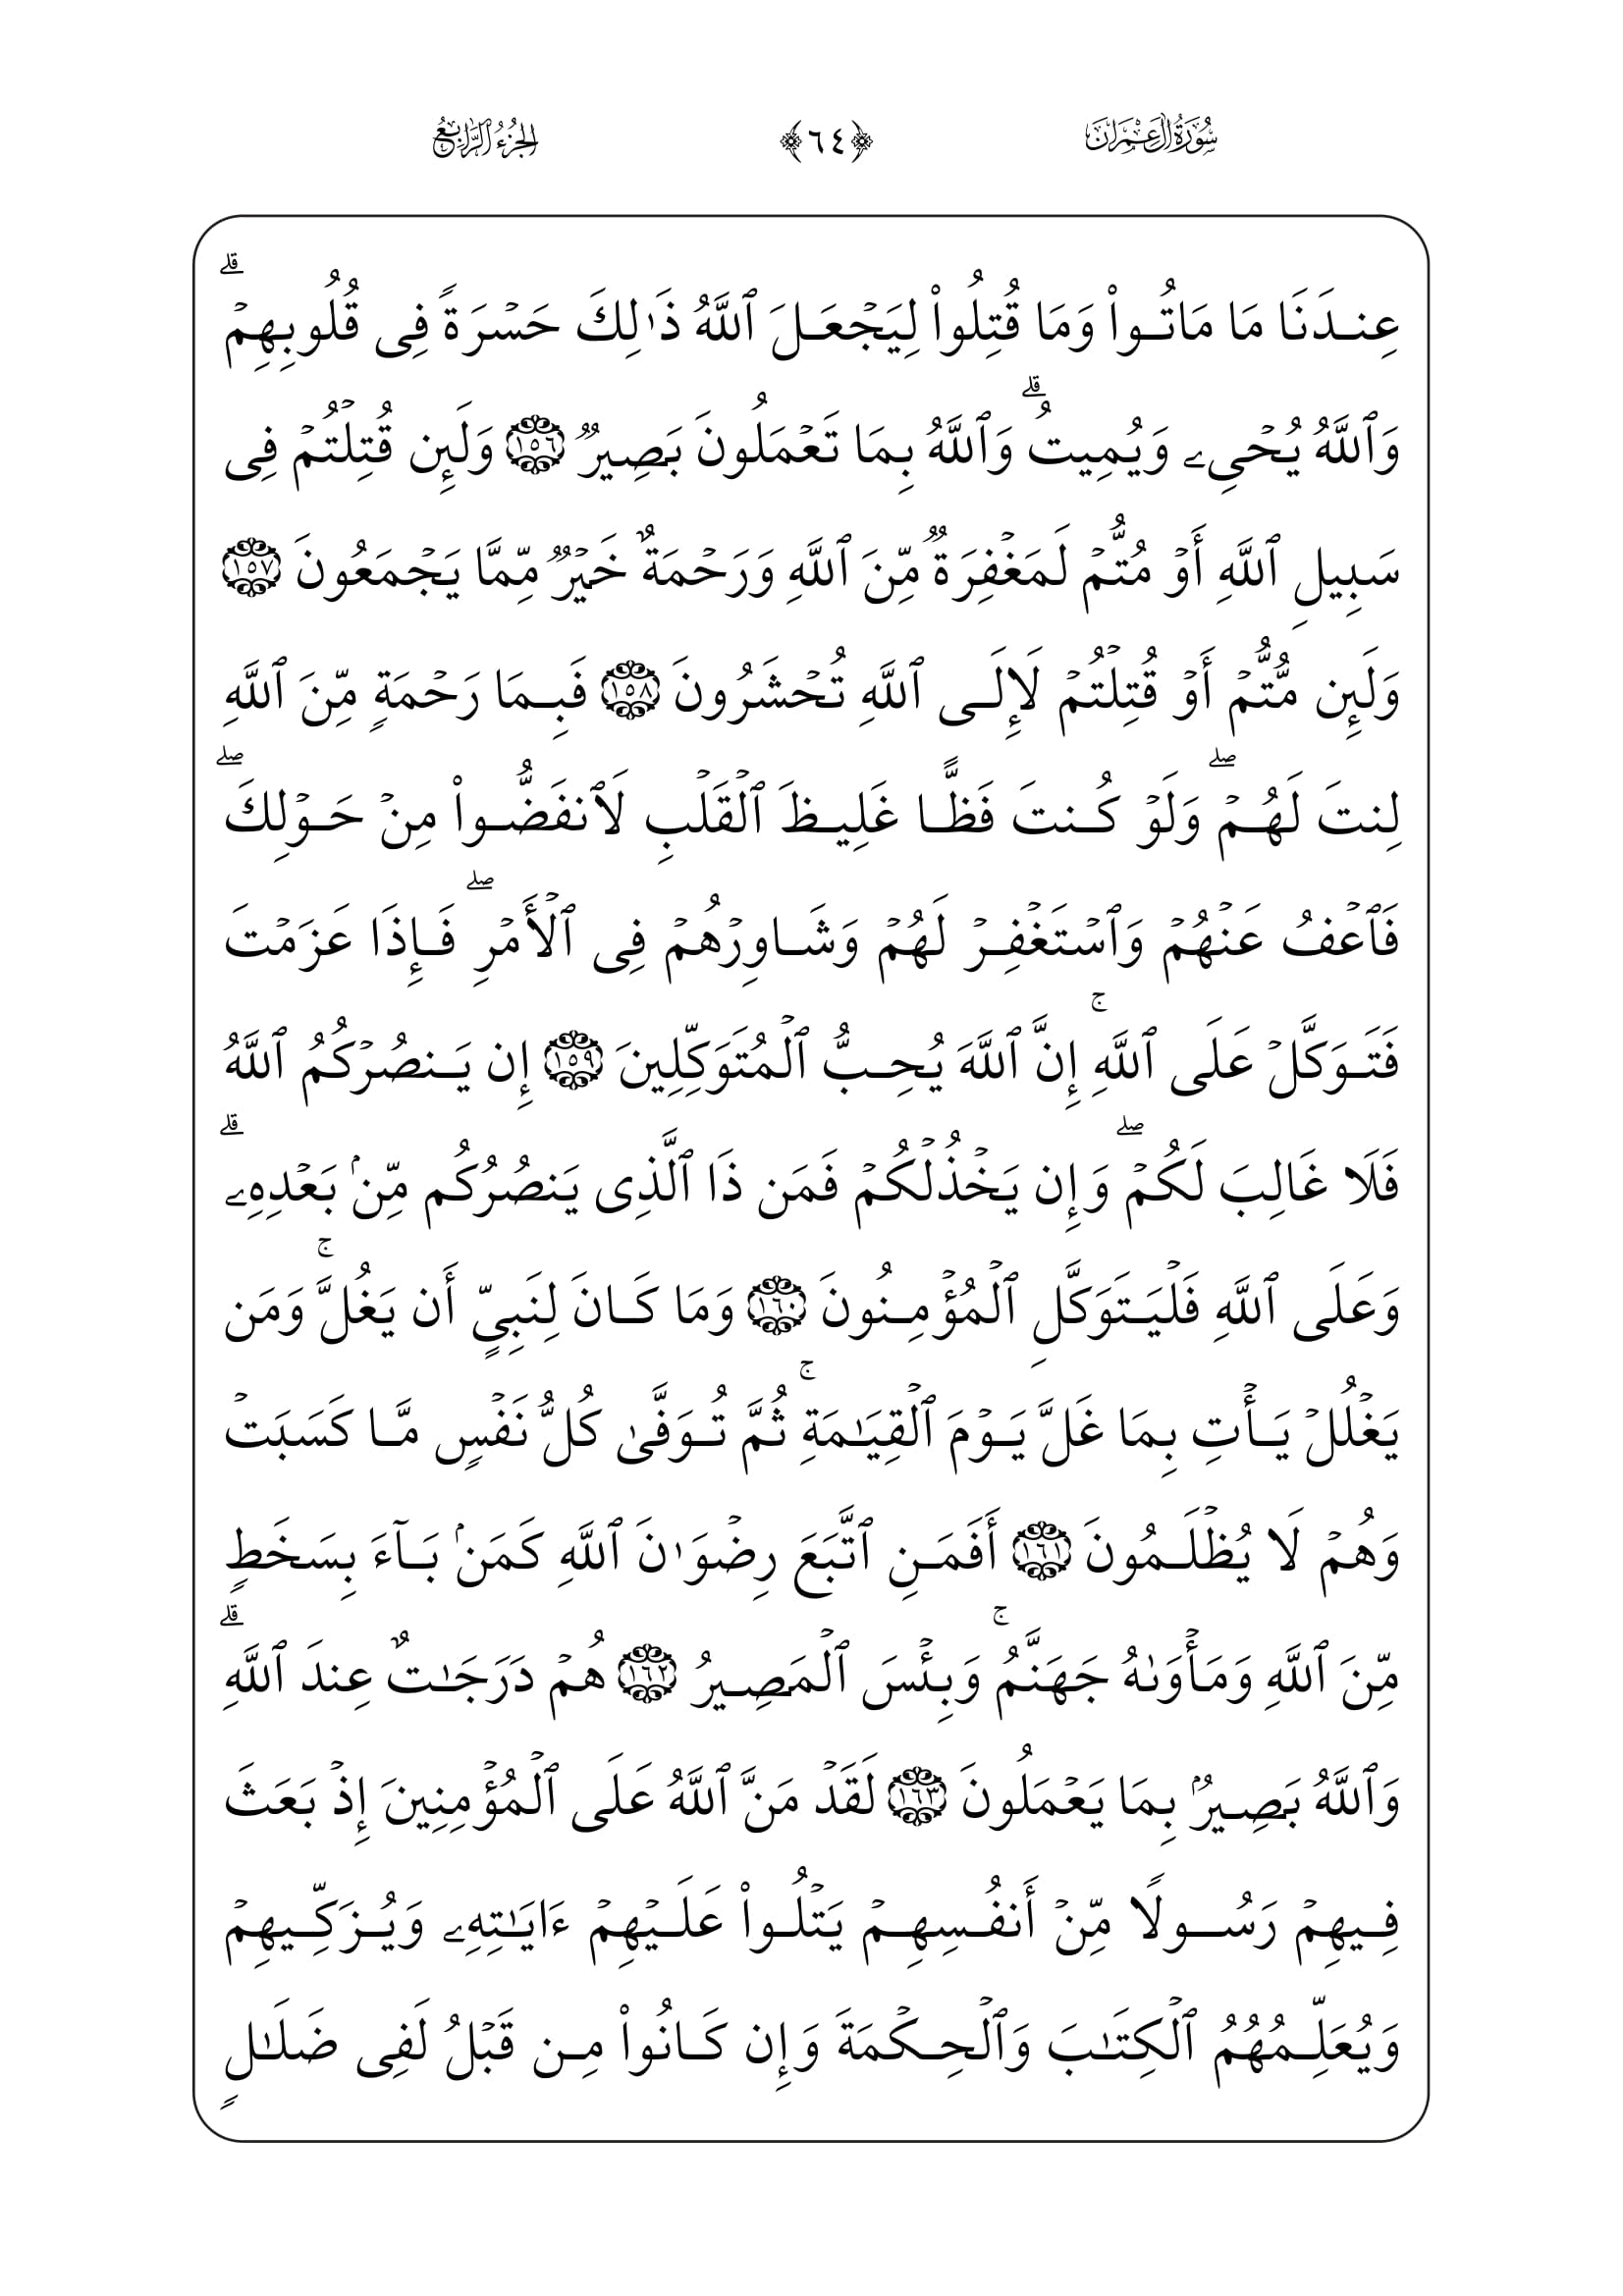 سُورَةُ آلِ عِمْرَانَ ﴿٦٤﴾ الجُزْءُ الرَّابِعُ
عِندَنَا مَا مَاتُوا۟ وَمَا قُتِلُوا۟ لِيَجْعَلَ ٱللَّهُ ذَٰلِكَ حَسْرَةً فِى قُلُوبِهِمْ ۗ
وَٱللَّهُ يُحْىِۦ وَيُمِيتُ ۗ وَٱللَّهُ بِمَا تَعْمَلُونَ بَصِيرٌ ١٥٦ وَلَئِن قُتِلْتُمْ فِى
سَبِيلِ ٱللَّهِ أَوْ مُتُّمْ لَمَغْفِرَةٌ مِّنَ ٱللَّهِ وَرَحْمَةٌ خَيْرٌ مِّمَّا يَجْمَعُونَ ١٥٧
وَلَئِن مُّتُّمْ أَوْ قُتِلْتُمْ لَإِلَى ٱللَّهِ تُحْشَرُونَ ١٥٨ فَبِمَا رَحْمَةٍ مِّنَ ٱللَّهِ
لِنتَ لَهُمْ ۖ وَلَوْ كُنتَ فَظًّا غَلِيظَ ٱلْقَلْبِ لَٱنفَضُّوا۟ مِنْ حَوْلِكَ ۖ
فَٱعْفُ عَنْهُمْ وَٱسْتَغْفِرْ لَهُمْ وَشَاوِرْهُمْ فِى ٱلْأَمْرِ ۖ فَإِذَا عَزَمْتَ
فَتَوَكَّلْ عَلَى ٱللَّهِ ۚ إِنَّ ٱللَّهَ يُحِبُّ ٱلْمُتَوَكِّلِينَ ١٥٩ إِن يَنصُرْكُمُ ٱللَّهُ
فَلَا غَالِبَ لَكُمْ ۖ وَإِن يَخْذُلْكُمْ فَمَن ذَا ٱلَّذِى يَنصُرُكُم مِّنۢ بَعْدِهِۦ ۗ
وَعَلَى ٱللَّهِ فَلْيَتَوَكَّلِ ٱلْمُؤْمِنُونَ ١٦٠ وَمَا كَانَ لِنَبِىٍّ أَن يَغُلَّ ۚ وَمَن
يَغْلُلْ يَأْتِ بِمَا غَلَّ يَوْمَ ٱلْقِيَـٰمَةِ ۚ ثُمَّ تُوَفَّىٰ كُلُّ نَفْسٍ مَّا كَسَبَتْ
وَهُمْ لَا يُظْلَمُونَ ١٦١ أَفَمَنِ ٱتَّبَعَ رِضْوَٰنَ ٱللَّهِ كَمَنۢ بَآءَ بِسَخَطٍ
مِّنَ ٱللَّهِ وَمَأْوَىٰهُ جَهَنَّمُ ۚ وَبِئْسَ ٱلْمَصِيرُ ١٦٢ هُمْ دَرَجَـٰتٌ عِندَ ٱللَّهِ ۗ
وَٱللَّهُ بَصِيرٌۢ بِمَا يَعْمَلُونَ ١٦٣ لَقَدْ مَنَّ ٱللَّهُ عَلَى ٱلْمُؤْمِنِينَ إِذْ بَعَثَ
فِيهِمْ رَسُولًا مِّنْ أَنفُسِهِمْ يَتْلُوا۟ عَلَيْهِمْ ءَايَـٰتِهِۦ وَيُزَكِّيهِمْ
وَيُعَلِّمُهُمُ ٱلْكِتَـٰبَ وَٱلْحِكْمَةَ وَإِن كَانُوا۟ مِن قَبْلُ لَفِى ضَلَـٰلٍ